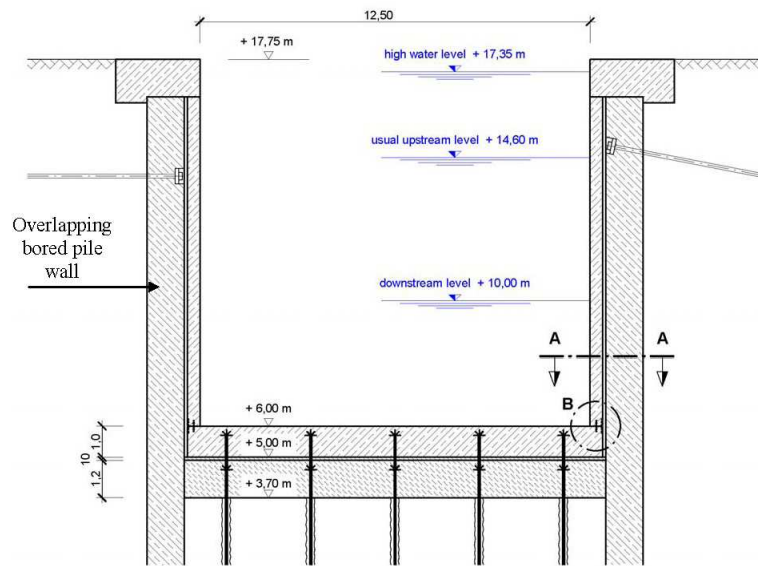 12,50
+ 17,75 m
high water level + 17,35 m
usual upstream level + 14,60 m
Overlapping
bored pile
wall
downstream level + 10,00 m
A A
B
+ 6,00 m
1,0
+ 5,00 m
10
1,2
+ 3,70 m